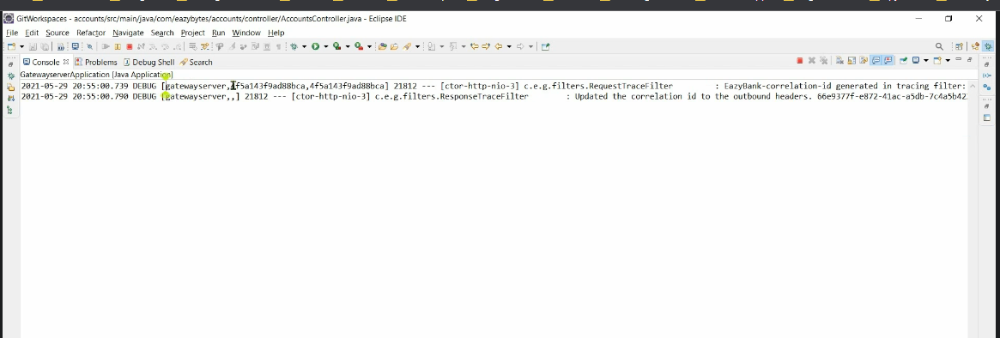 GitWorkspaces - accounts/src/main/java/com/eazybytes/accounts/controller/AccountsController.java - Eclipse IDE
File Edit Source Refactor Navigate Search Project Run Window Help
Console Problems Debug Shell Search
GatewayserverApplication [Java Application]
2021-05-29 20:55:00.739 DEBUG [gatewayserver,4f5a143f9ad88bca,4f5a143f9ad88bca] 21812 --- [ctor-http-nio-3] c.e.g.filters.RequestTraceFilter : EazyBank-correlation-id generated in tracing filter:
2021-05-29 20:55:00.790 DEBUG [gatewayserver,,] 21812 --- [ctor-http-nio-3] c.e.g.filters.ResponseTraceFilter : Updated the correlation id to the outbound headers. 66e9377f-e872-41ac-a5db-7c4a5b42